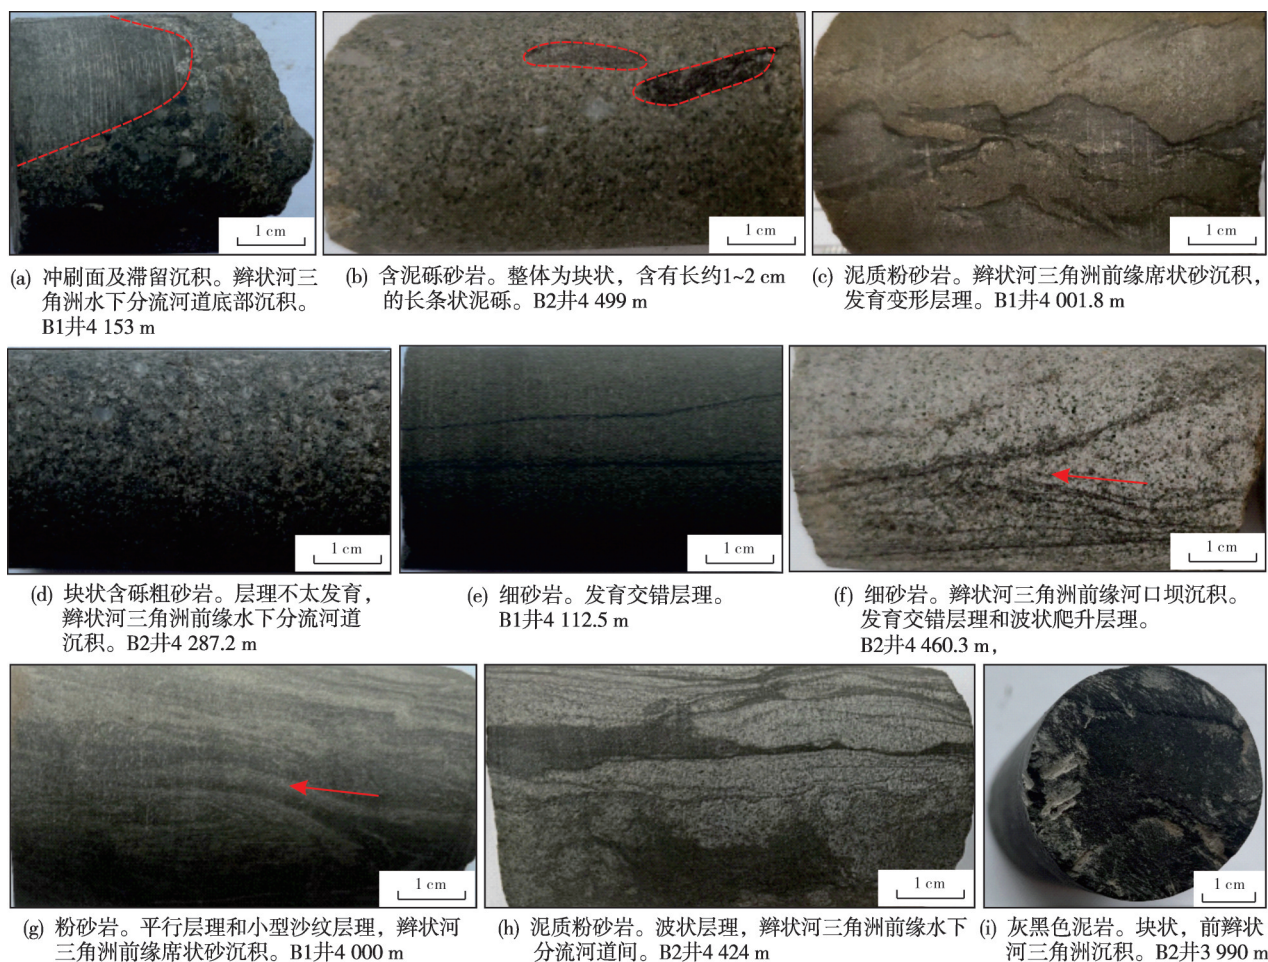 1 cm
1 cm
1 cm
(a) 冲刷面及滞留沉积。辫状河三
角洲水下分流河道底部沉积。
B1井4 153 m
(b) 含泥砾砂岩。整体为块状，含有长约1~2 cm
的长条状泥砾。B2井4 499 m
(c) 泥质粉砂岩。辫状河三角洲前缘席状砂沉积，
发育变形层理。B1井4 001.8 m
1 cm
1 cm
1 cm
(d) 块状含砾粗砂岩。层理不太发育，
辫状河三角洲前缘水下分流河道
沉积。B2井4 287.2 m
(e) 细砂岩。发育交错层理。
B1井4 112.5 m
(f) 细砂岩。辫状河三角洲前缘河口坝沉积。
发育交错层理和波状爬升层理。
B2井4 460.3 m，
1 cm
1 cm
1 cm
(g) 粉砂岩。平行层理和小型沙纹层理，辫状河
三角洲前缘席状砂沉积。B1井4 000 m
(h) 泥质粉砂岩。波状层理，辫状河三角洲前缘水下
分流河道间。B2井4 424 m
(i) 灰黑色泥岩。块状，前辫状
河三角洲沉积。B2井3 990 m